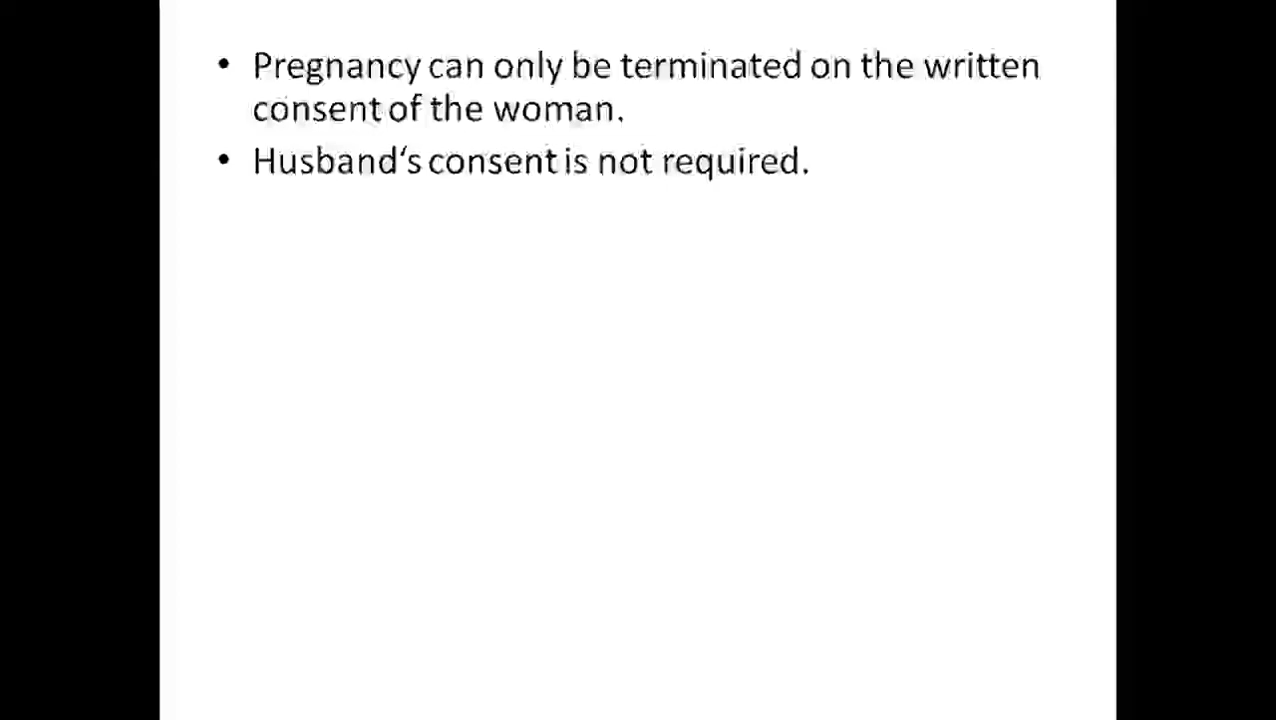 • Pregnancy can only be terminated on the written
consent of the woman.
• Husband‘s consent is not required.